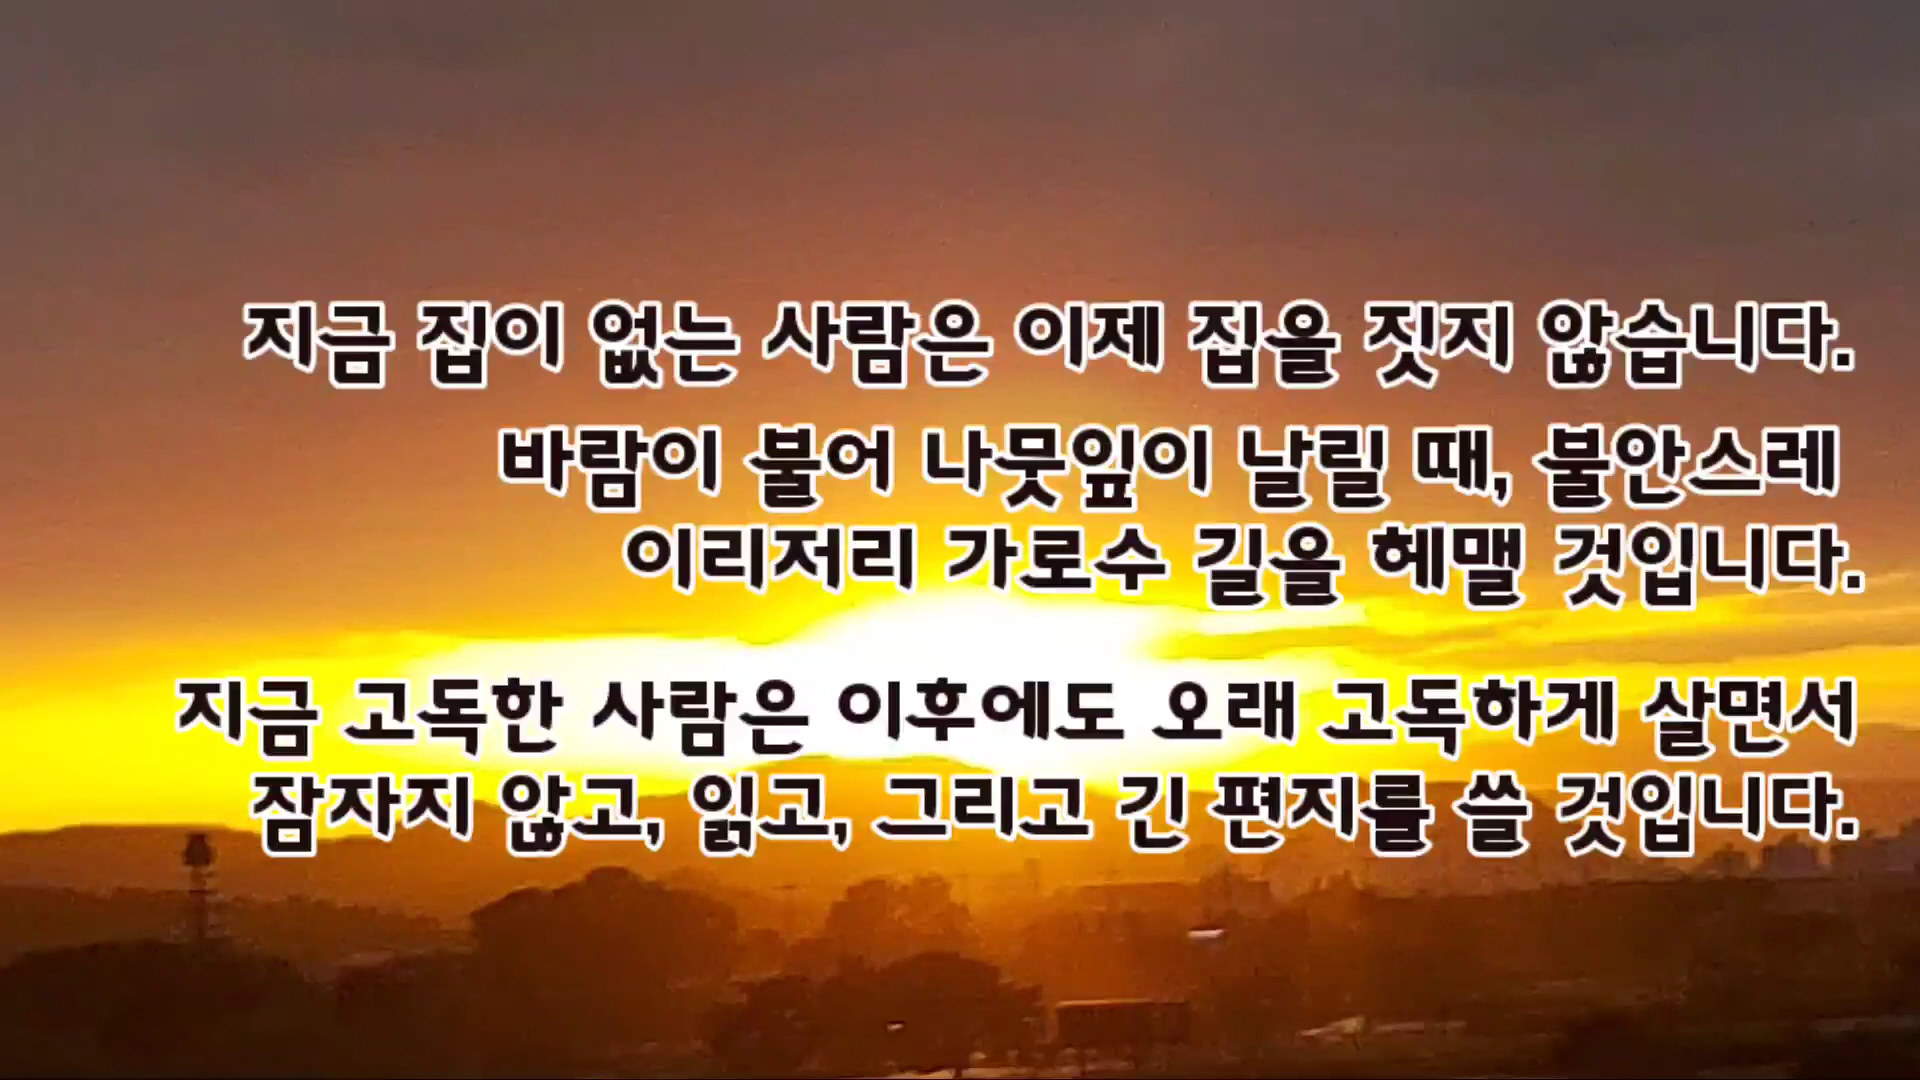 지금 집이 없는 사람은 이제 집을 짓지 않습니다.
바람이 불어 나뭇잎이 날릴 때, 불안스레
이리저리 가로수 길을 헤맬 것입니다.
지금 고독한 사람은 이후에도 오래 고독하게 살면서
잠자지 않고, 읽고, 그리고 긴 편지를 쓸 것입니다.